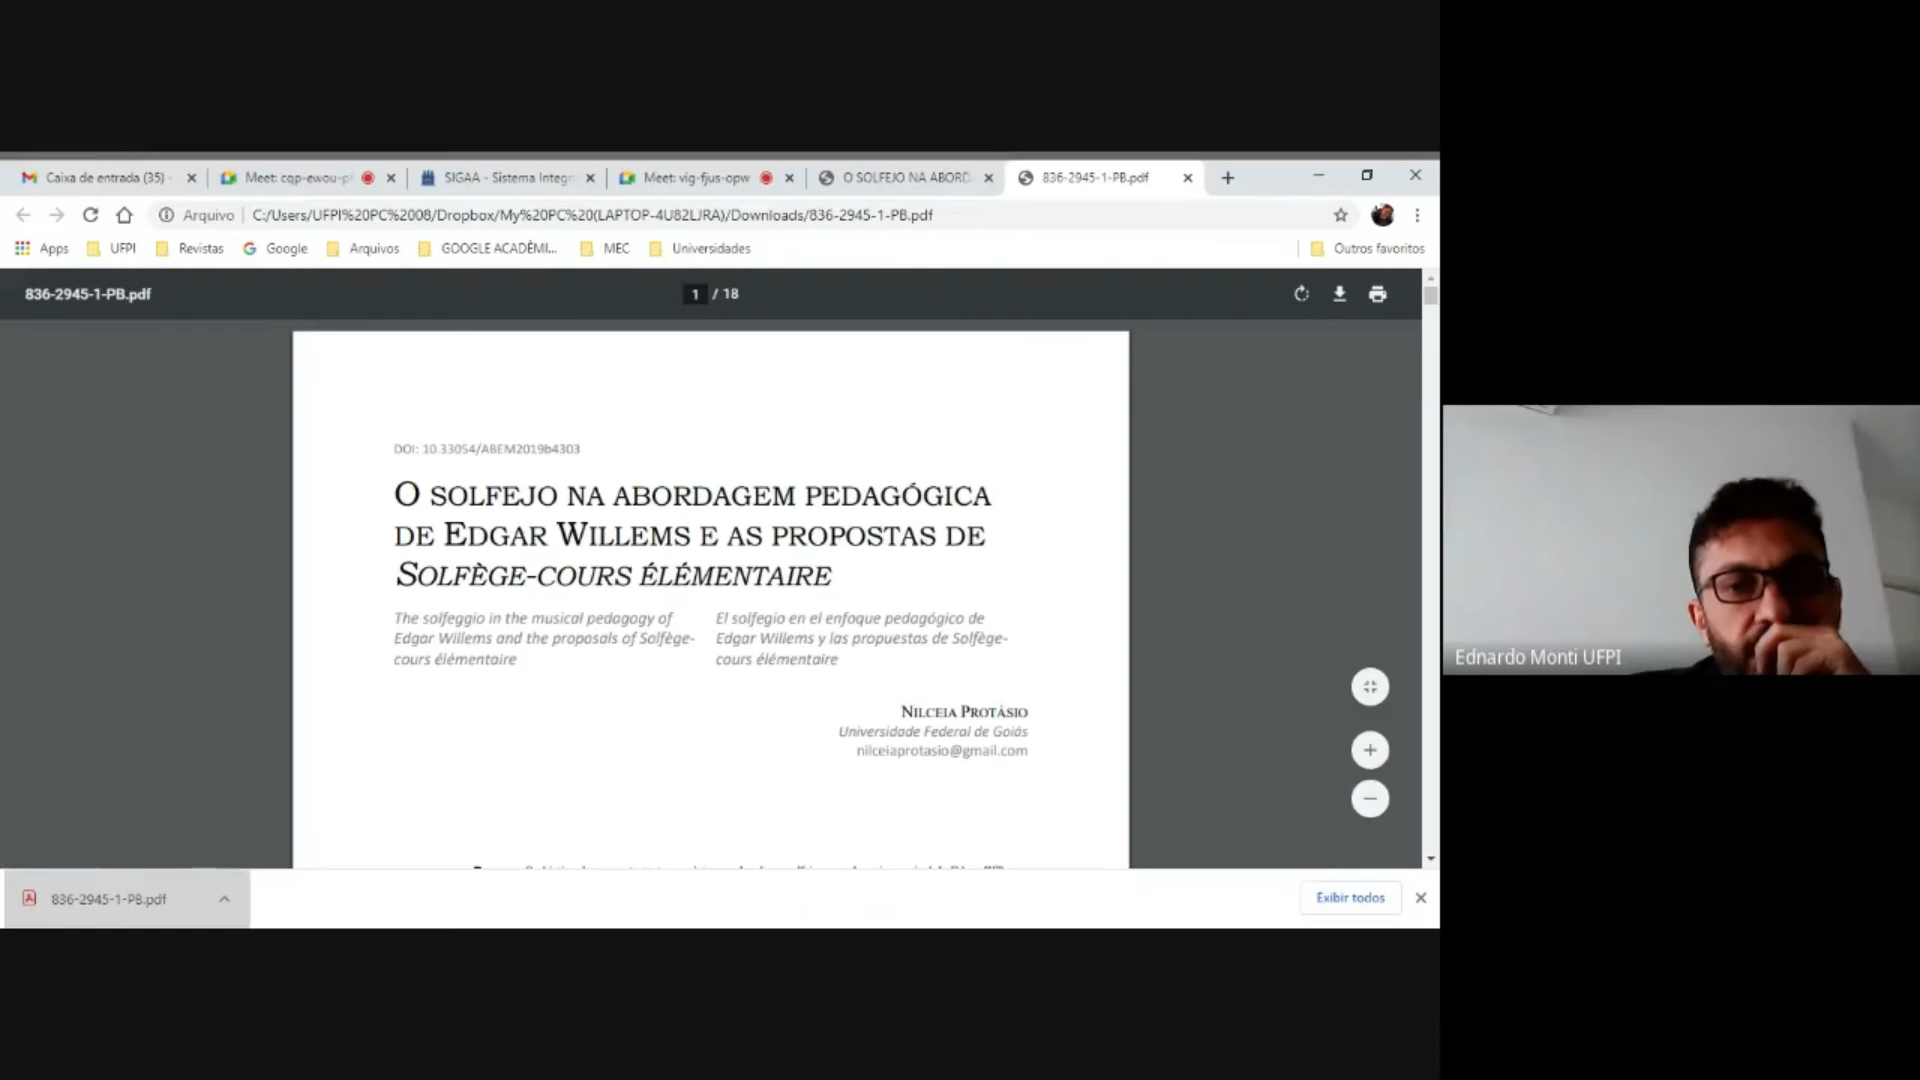 Caixa de entrada (35)
Meet: cqp-ewou-p
SIGAA - Sistema Integr
Meet: vig-fjus-opw
O SOLFEJO NA ABORD
836-2945-1-PB.pdf
Arquivo
C:/Users/UFPI%20PC%2008/Dropbox/My%20PC%20(LAPTOP-4U82LJRA)/Downloads/836-2945-1-PB.pdf
Apps UFPI Revistas Google Arquivos GOOGLE ACADÊMI... MEC Universidades Outros favoritos
836-2945-1-PB.pdf
1 / 18
DOI: 10.33054/ABEM2019b4303
O SOLFEJO NA ABORDAGEM PEDAGÓGICA
DE EDGAR WILLEMS E AS PROPOSTAS DE
SOLFÈGE-COURS ÉLÉMENTAIRE
The solfeggio in the musical pedagogy of
Edgar Willems and the proposals of Solfège-
cours élémentaire
El solfegio en el enfoque pedagógico de
Edgar Willems y las propuestas de Solfège-
cours élémentaire
NILCEIA PROTÁSIO
Universidade Federal de Goiás
nilceiaprotasio@gmail.com
836-2945-1-PB.pdf
Exibir todos
Ednardo Monti UFPI